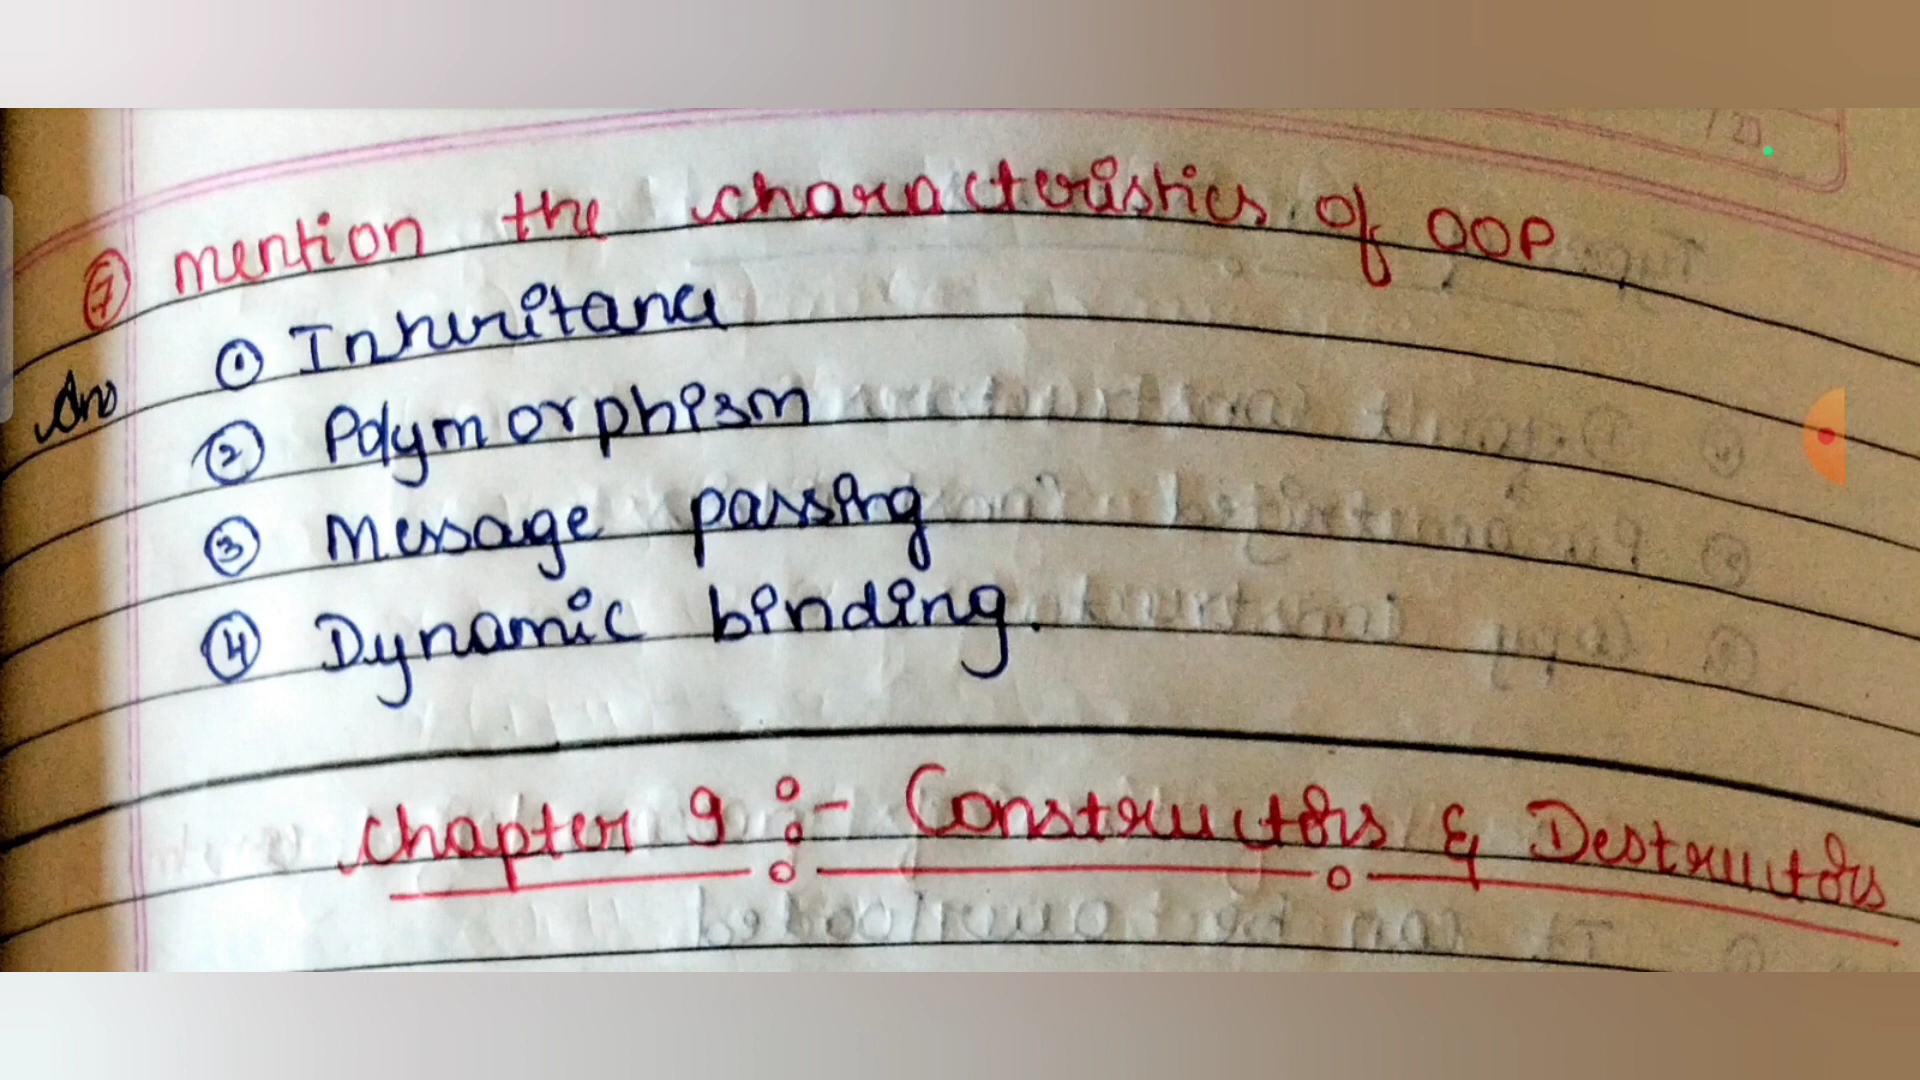 ⑦ mention the characteristics of OOP
Ans ① Inheritance
② Polymorphism
③ Message passing
④ Dynamic binding.
Chapter 9 :- Constructors & Destructors